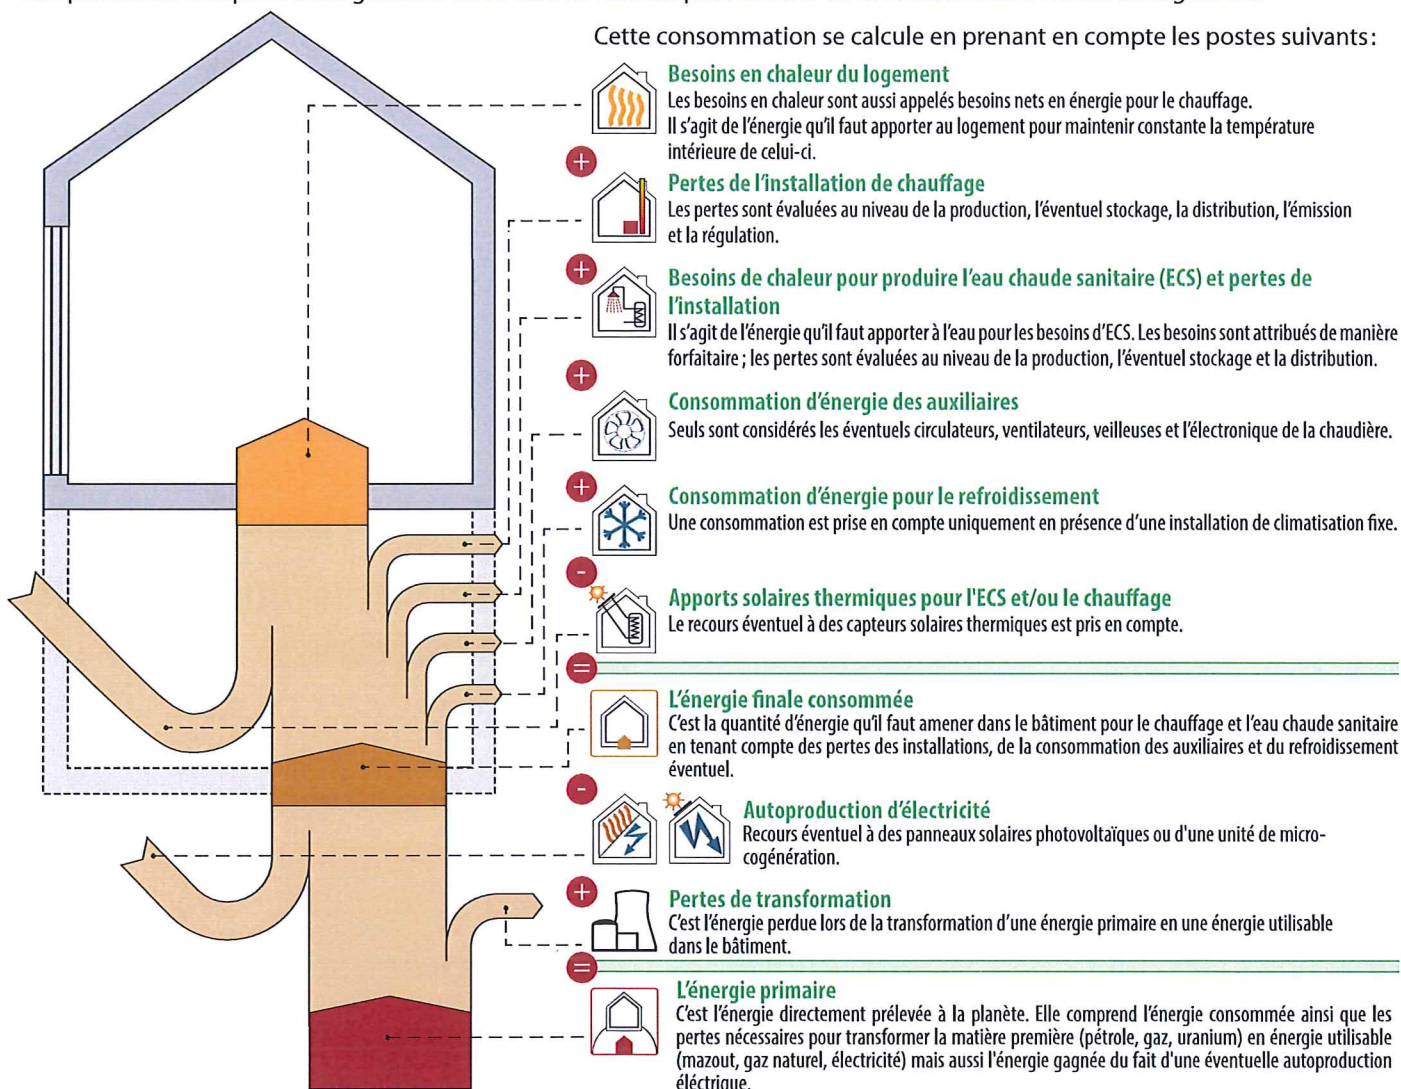 Cette consommation se calcule en prenant en compte les postes suivants:
Besoins en chaleur du logement
Les besoins en chaleur sont aussi appelés besoins nets en énergie pour le chauffage.
Il s'agit de l'énergie qu'il faut apporter au logement pour maintenir constante la température
intérieure de celui-ci.
+
Pertes de l'installation de chauffage
Les pertes sont évaluées au niveau de la production, l'éventuel stockage, la distribution, l'émission
et la régulation.
+
Besoins de chaleur pour produire l'eau chaude sanitaire (ECS) et pertes de
l'installation
Il s'agit de l'énergie qu'il faut apporter à l'eau pour les besoins d'ECS. Les besoins sont attribués de manière
forfaitaire ; les pertes sont évaluées au niveau de la production, l'éventuel stockage et la distribution.
+
Consommation d'énergie des auxiliaires
Seuls sont considérés les éventuels circulateurs, ventilateurs, veilleuses et l'électronique de la chaudière.
+
Consommation d'énergie pour le refroidissement
Une consommation est prise en compte uniquement en présence d'une installation de climatisation fixe.
-
Apports solaires thermiques pour l'ECS et/ou le chauffage
Le recours éventuel à des capteurs solaires thermiques est pris en compte.
=
L'énergie finale consommée
C'est la quantité d'énergie qu'il faut amener dans le bâtiment pour le chauffage et l'eau chaude sanitaire
en tenant compte des pertes des installations, de la consommation des auxiliaires et du refroidissement
éventuel.
-
Autoproduction d'électricité
Recours éventuel à des panneaux solaires photovoltaïques ou d'une unité de micro-
cogénération.
+
Pertes de transformation
C'est l'énergie perdue lors de la transformation d'une énergie primaire en une énergie utilisable
dans le bâtiment.
=
L'énergie primaire
C'est l'énergie directement prélevée à la planète. Elle comprend l'énergie consommée ainsi que les
pertes nécessaires pour transformer la matière première (pétrole, gaz, uranium) en énergie utilisable
(mazout, gaz naturel, électricité) mais aussi l'énergie gagnée du fait d'une éventuelle autoproduction
éléctrique.